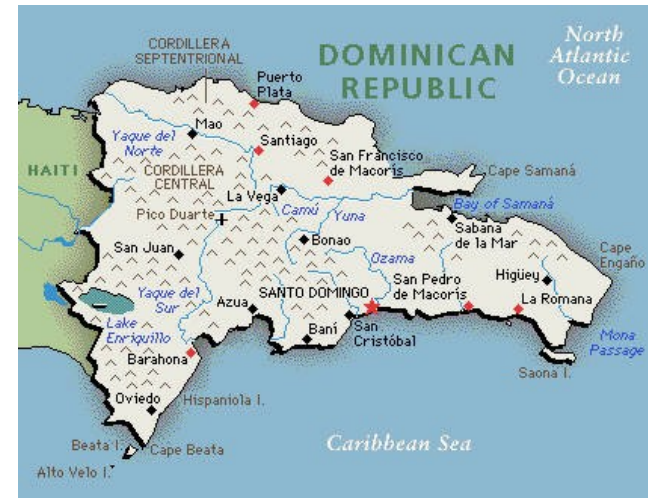 North
Atlantic
Ocean
DOMINICAN
REPUBLIC
CORDILLERA
SEPTENTRIONAL
Puerto
Plata
Mao
Yaque del
Norte
Santiago
San Francisco
de Macorís
HAITI
CORDILLERA
CENTRAL
Cape Samaná
La Vega
Pico Duarte
Camú
Yuna
Bay of Samaná
Sabana
de la Mar
Bonao
San Juan
Ozama
Cape
Engaño
Higüey
San Pedro
de Macorís
Yaque del
Sur
Azua
SANTO DOMINGO
La Romana
Lake
Enriquillo
Baní
San
Cristóbal
Mona
Passage
Barahona
Saona I.
Oviedo
Hispaniola I.
Beata I.
Cape Beata
Caribbean Sea
Alto Velo I.